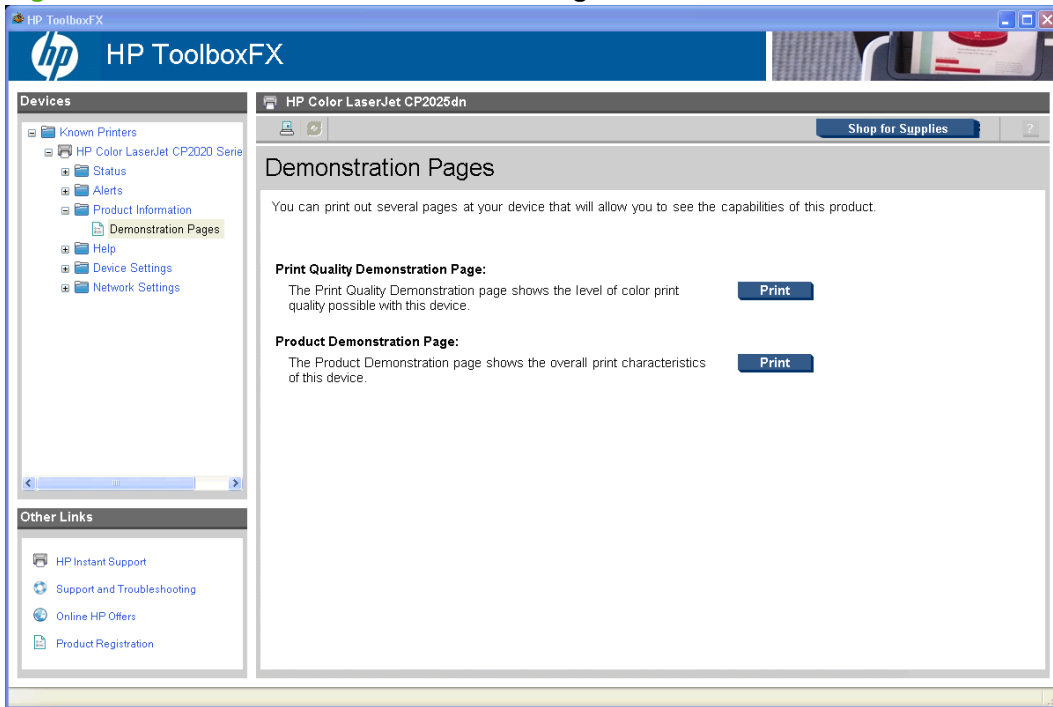 HP ToolboxFX
hp
HP ToolboxFX
Devices
Known Printers
HP Color LaserJet CP2020 Serie
Status
Alerts
Product Information
Demonstration Pages
Help
Device Settings
Network Settings
Other Links
HP Instant Support
Support and Troubleshooting
Online HP Offers
Product Registration
HP Color LaserJet CP2025dn
Shop for Supplies
?
Demonstration Pages
You can print out several pages at your device that will allow you to see the capabilities of this product.
Print Quality Demonstration Page:
The Print Quality Demonstration page shows the level of color print
quality possible with this device.
Print
Product Demonstration Page:
The Product Demonstration page shows the overall print characteristics
of this device.
Print